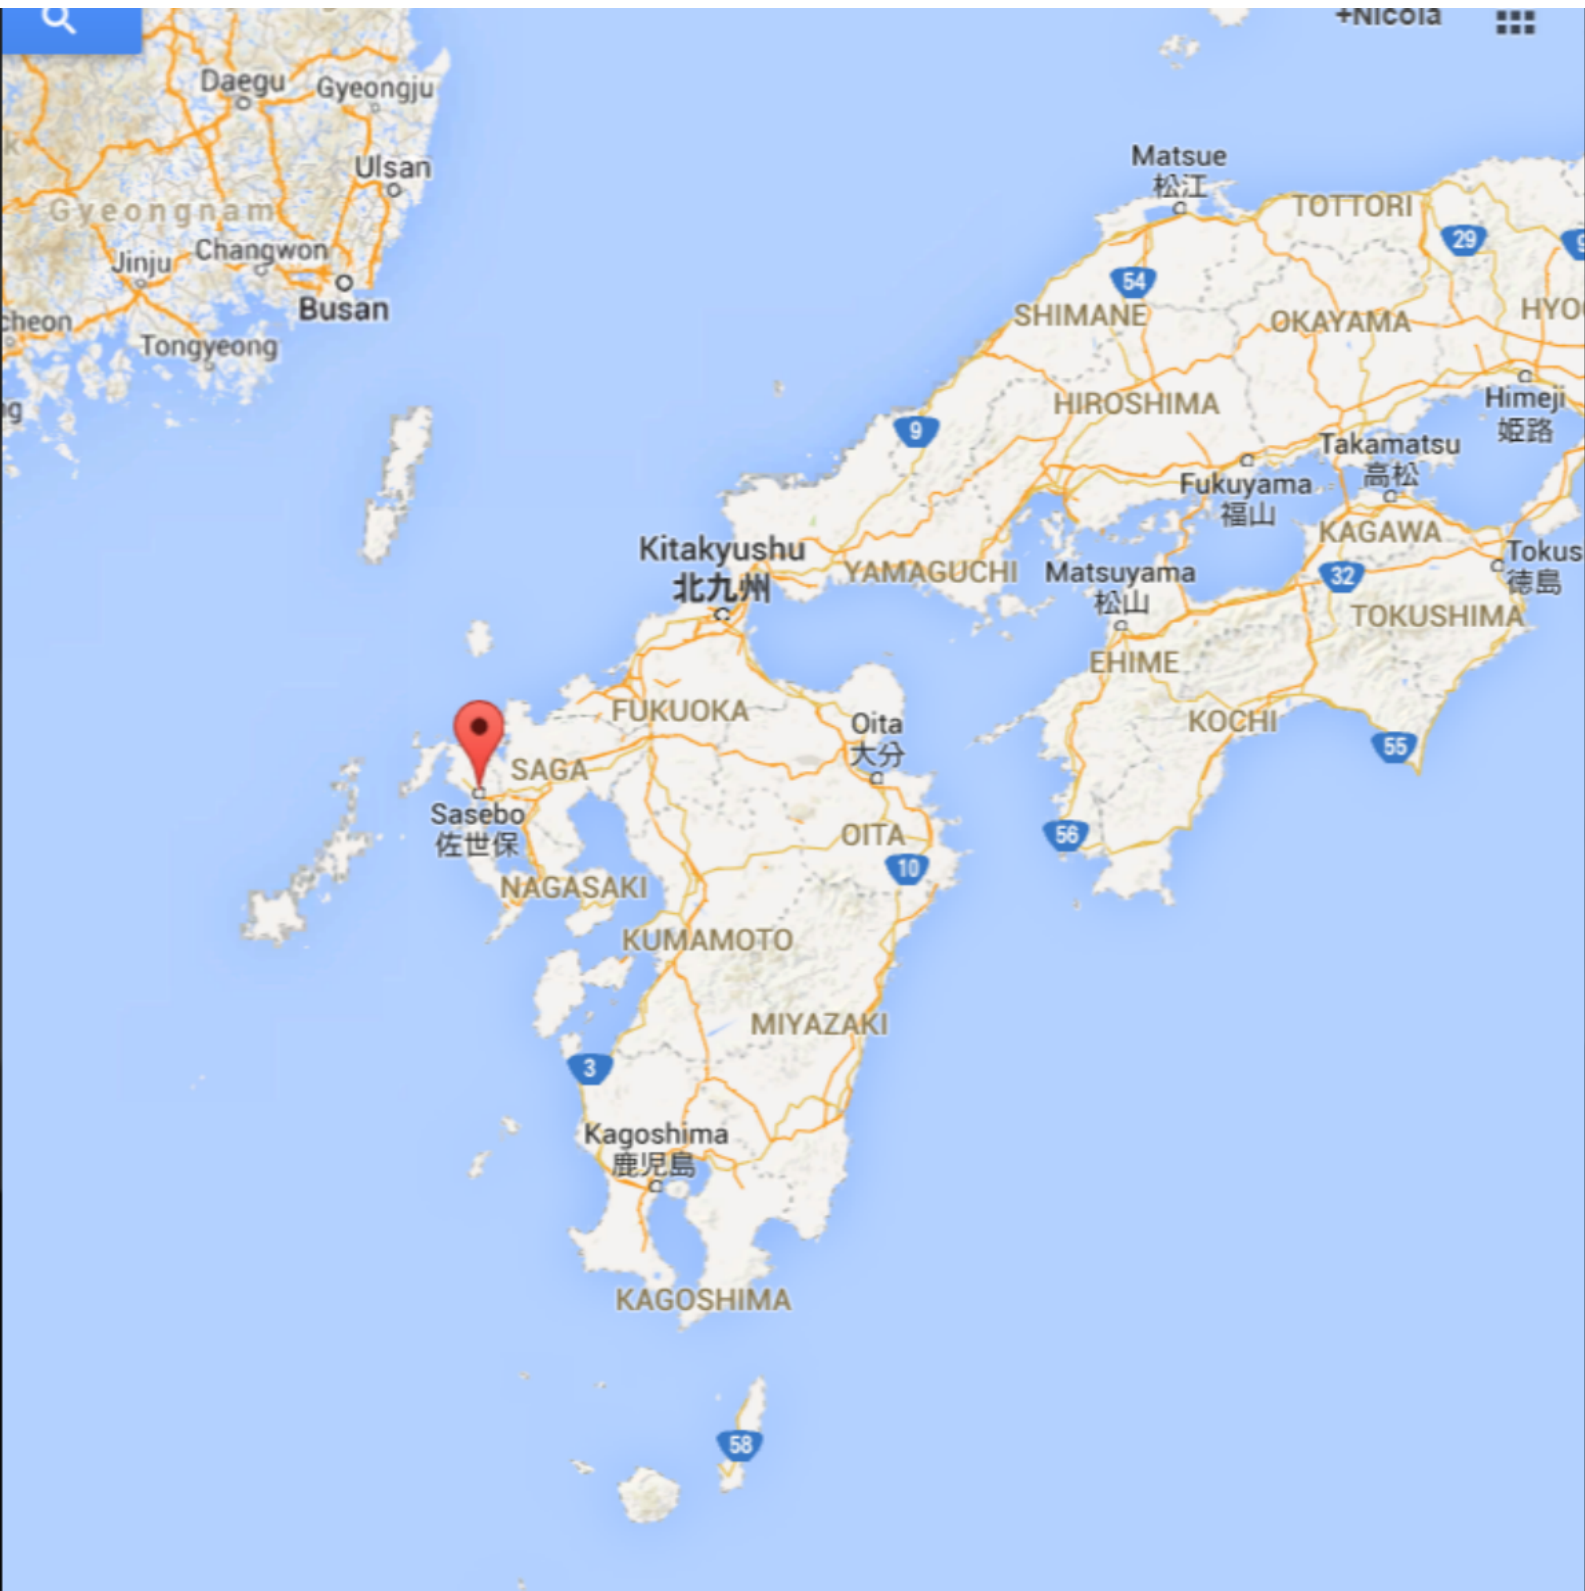 +Nicola
Daegu
Gyeongju
Ulsan
Gyeongnam
Changwon
Jinju
Busan
cheon
Tongyeong
Matsue
松江
TOTTORI
29
9
54
SHIMANE
OKAYAMA
HYO
Himeji
姫路
HIROSHIMA
9
Takamatsu
高松
Fukuyama
福山
KAGAWA
Kitakyushu
北九州
YAMAGUCHI
Matsuyama
松山
32
Tokus
徳島
TOKUSHIMA
EHIME
KOCHI
55
FUKUOKA
Oita
大分
SAGA
Sasebo
佐世保
OITA
56
10
NAGASAKI
KUMAMOTO
MIYAZAKI
3
Kagoshima
鹿児島
KAGOSHIMA
58